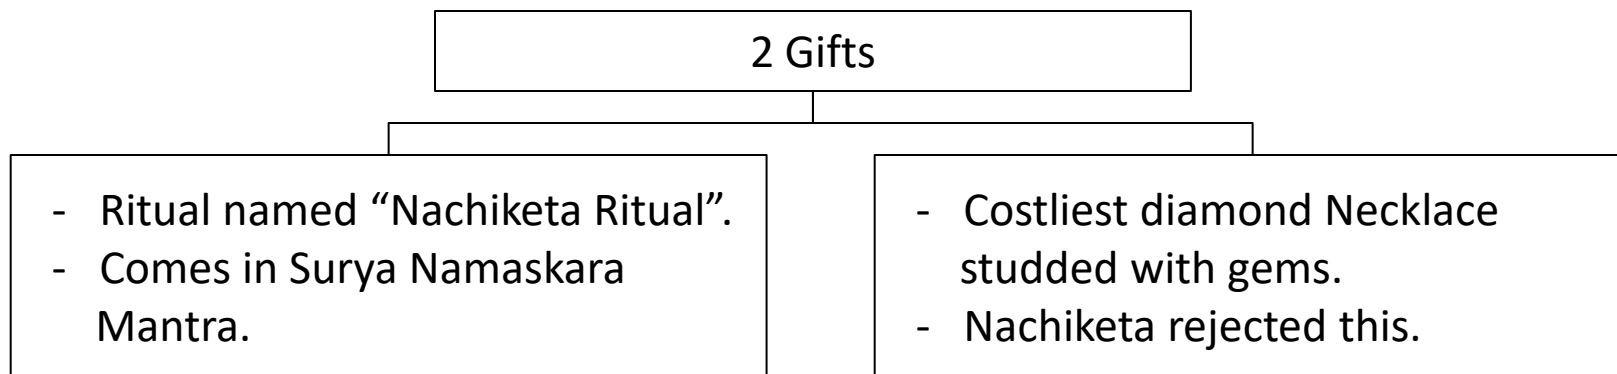 2 Gifts
- Ritual named “Nachiketa Ritual”.
- Comes in Surya Namaskara
Mantra.
- Costliest diamond Necklace
studded with gems.
- Nachiketa rejected this.